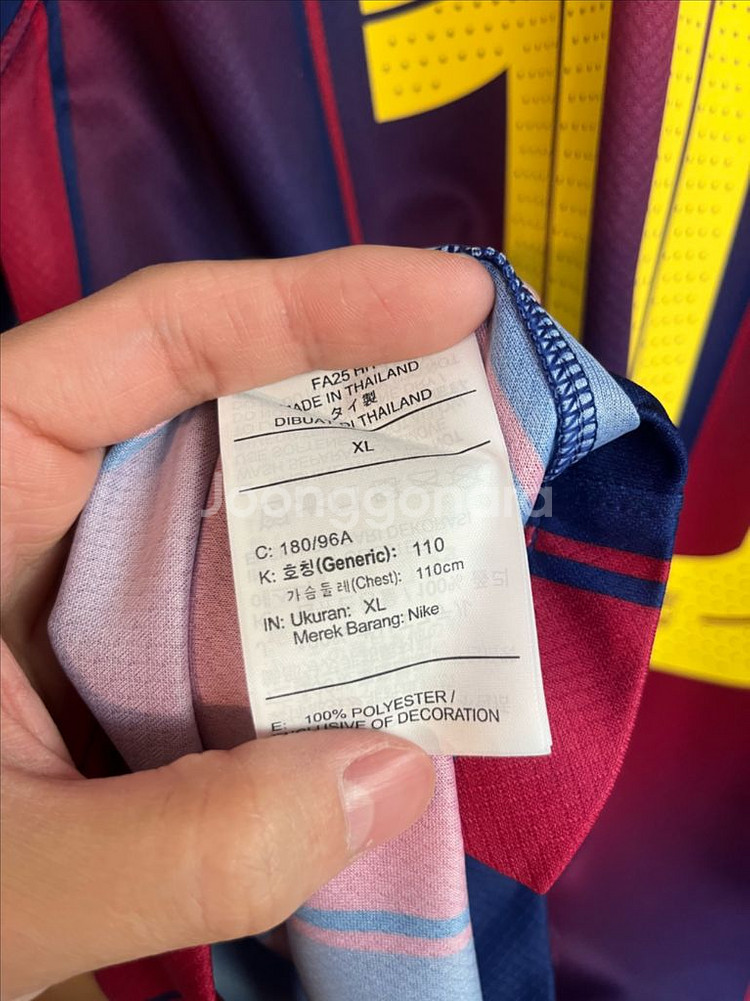 FA25
MADE IN THAILAND
タイ製
DI THAILAND
XL
Joonggonara
C: 180/96A
K: 호칭(Generic): 110
가슴둘레(Chest): 110cm
IN: Ukuran: XL
Merek Barang: Nike
E: 100% POLYESTER /
EXCLUSIVE OF DECORATION